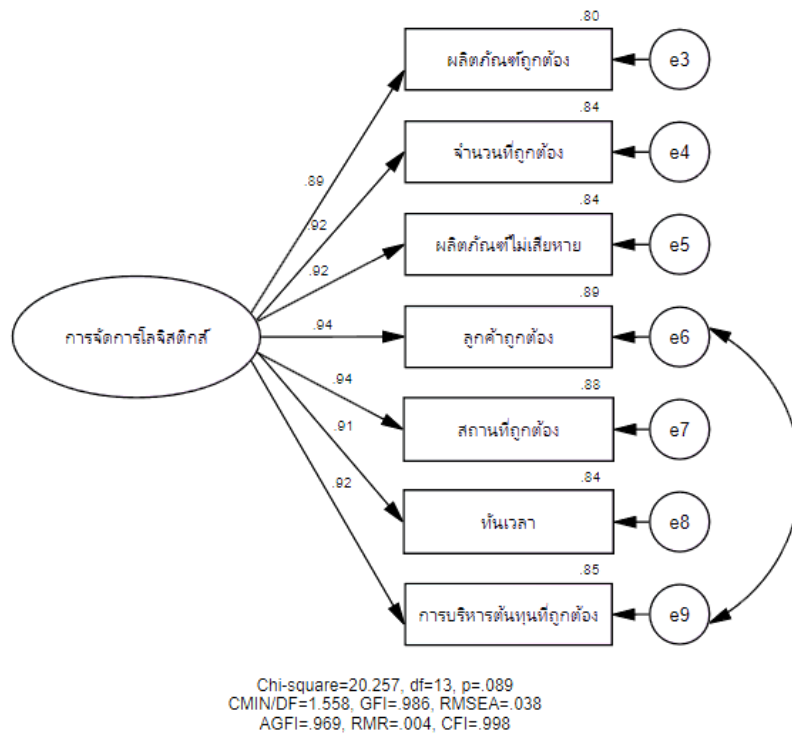 .80
ผลิตภัณฑ์ถูกต้อง
e3
.84
จำนวนที่ถูกต้อง
e4
.89
.84
.92
ผลิตภัณฑ์ไม่เสียหาย
e5
.92
.89
การจัดการโลจิสติกส์
.94
ลูกค้าถูกต้อง
e6
.94
.88
สถานที่ถูกต้อง
e7
.91
.84
.92
ทันเวลา
e8
.85
การบริหารต้นทุนที่ถูกต้อง
e9
Chi-square=20.257, df=13, p=.089
CMIN/DF=1.558, GFI=.986, RMSEA=.038
AGFI=.969, RMR=.004, CFI=.998